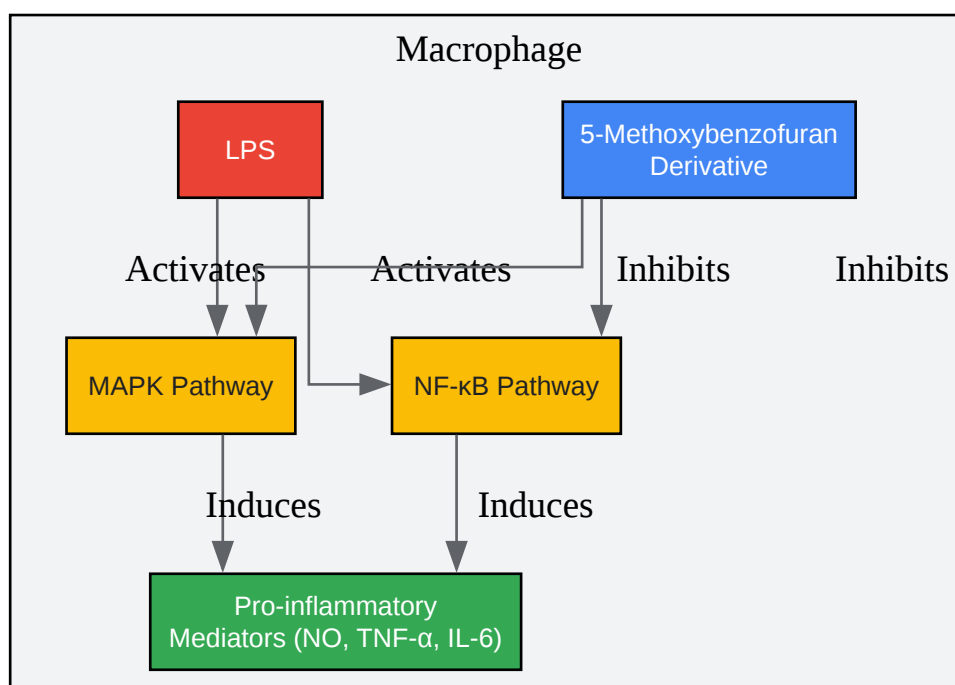 Macrophage
LPS
5-Methoxybenzofuran
Derivative
Activates
Activates
Inhibits
Inhibits
MAPK Pathway
NF-κB Pathway
Induces
Induces
Pro-inflammatory
Mediators (NO, TNF-α, IL-6)